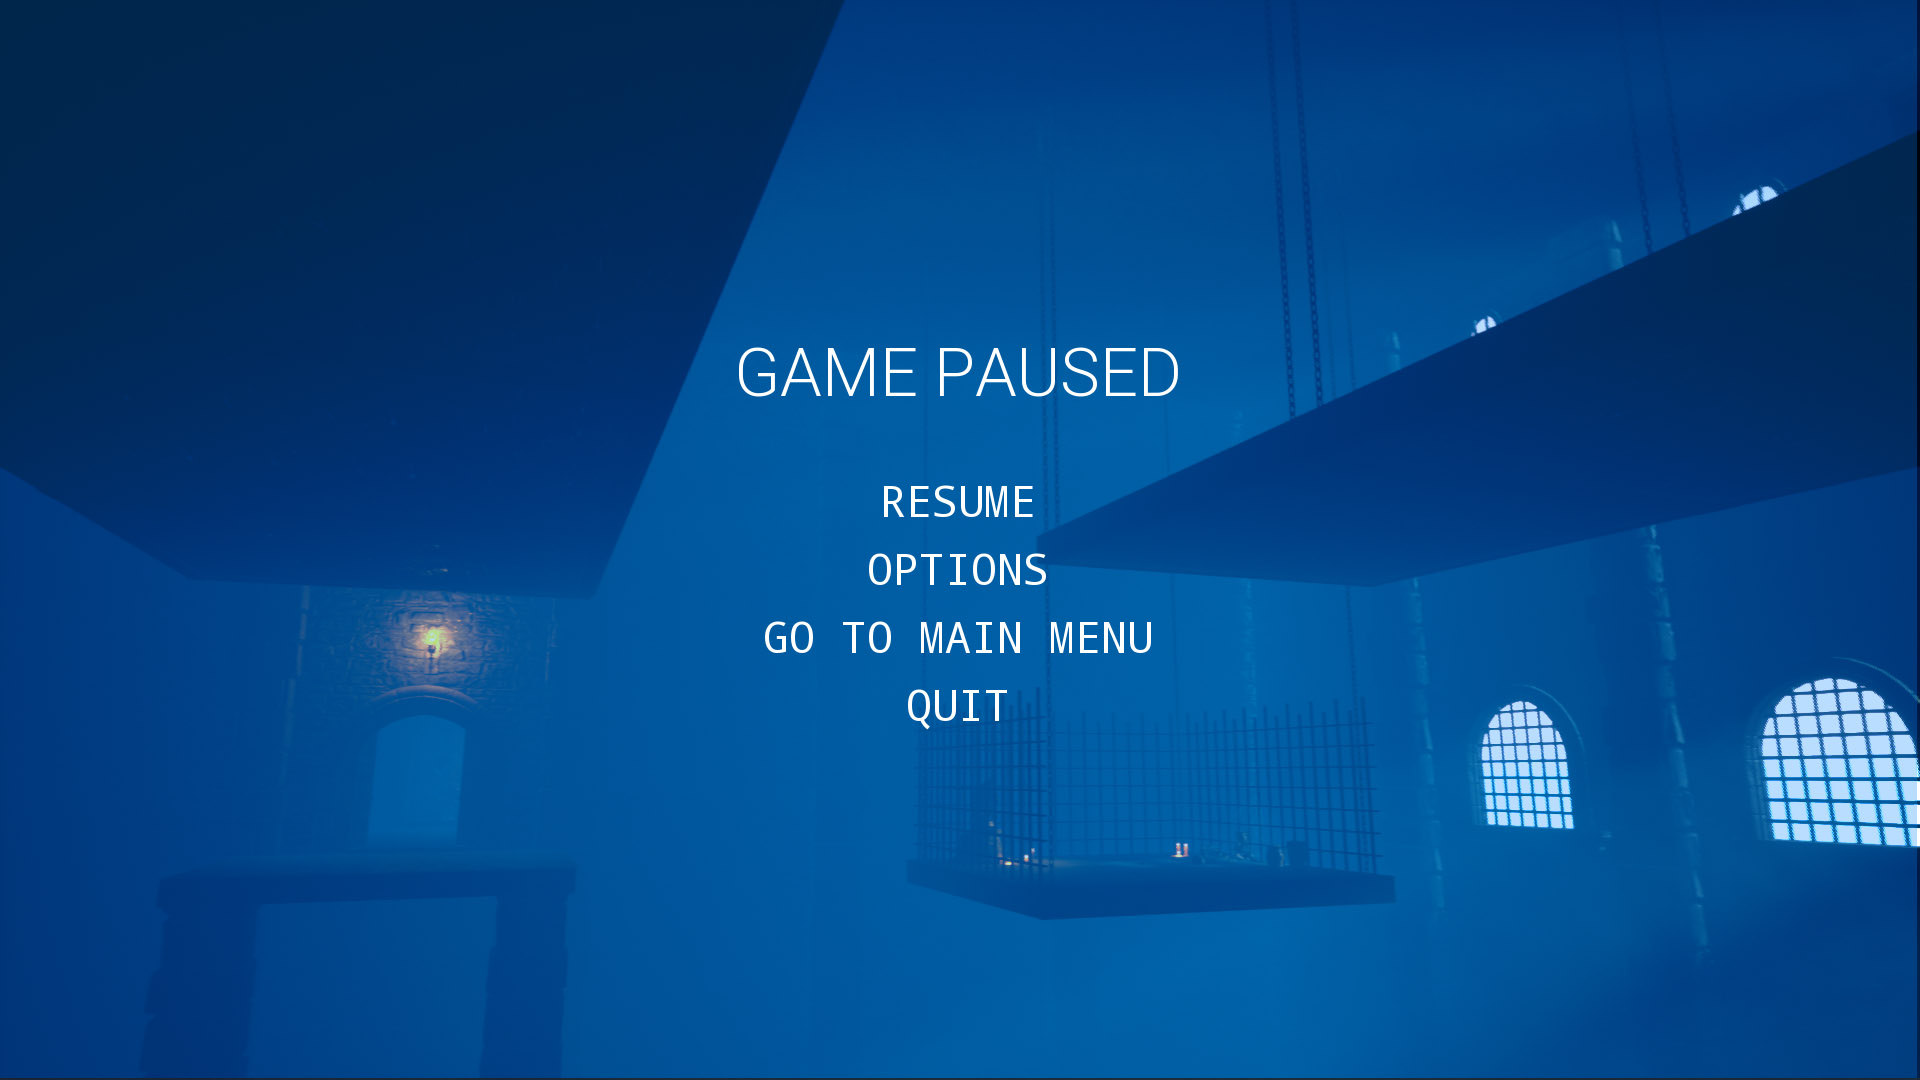 GAME PAUSED
RESUME
OPTIONS
GO TO MAIN MENU
QUIT